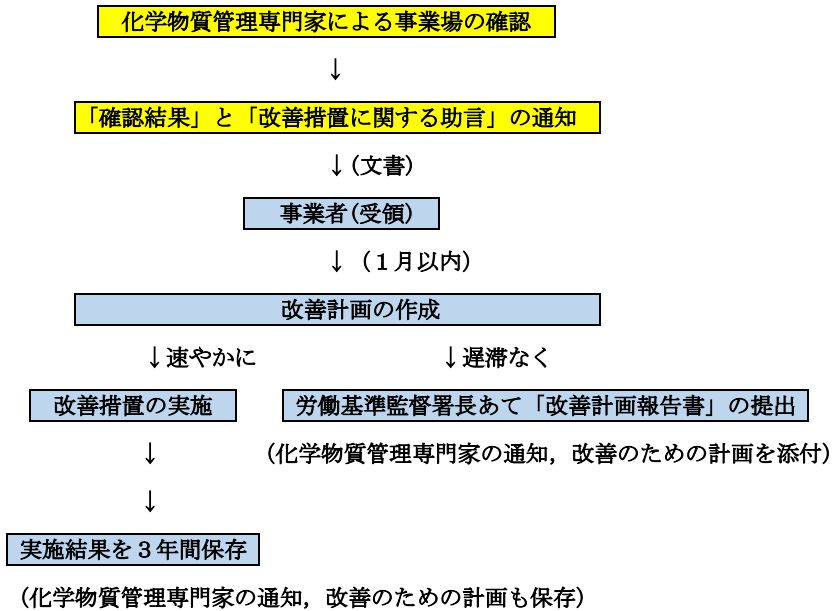 化学物質管理専門家による事業場の確認
↓
「確認結果」と「改善措置に関する助言」の通知
↓(文書)
事業者(受領)
↓(１月以内)
改善計画の作成
↓速やかに ↓遅滞なく
改善措置の実施 労働基準監督署長あて「改善計画報告書」の提出
↓ (化学物質管理専門家の通知，改善のための計画を添付)
↓
実施結果を３年間保存
(化学物質管理専門家の通知，改善のための計画も保存)